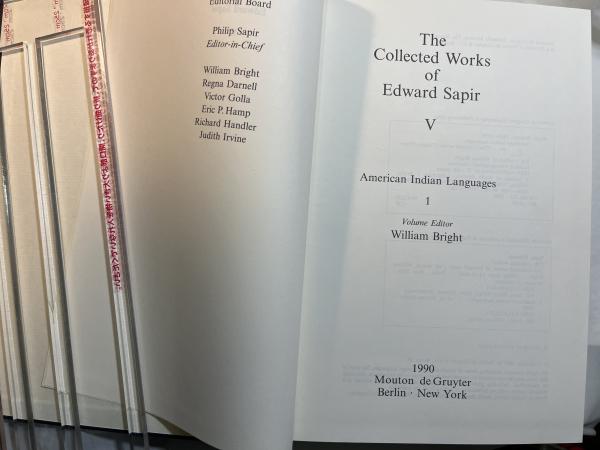 Editorial Board
Philip Sapir
Editor-in-Chief
William Bright
Regna Darnell
Victor Golla
Eric P. Hamp
Richard Handler
Judith Irvine
The
Collected Works
of
Edward Sapir
V
American Indian Languages
1
Volume Editor
William Bright
1990
Mouton de Gruyter
Berlin · New York